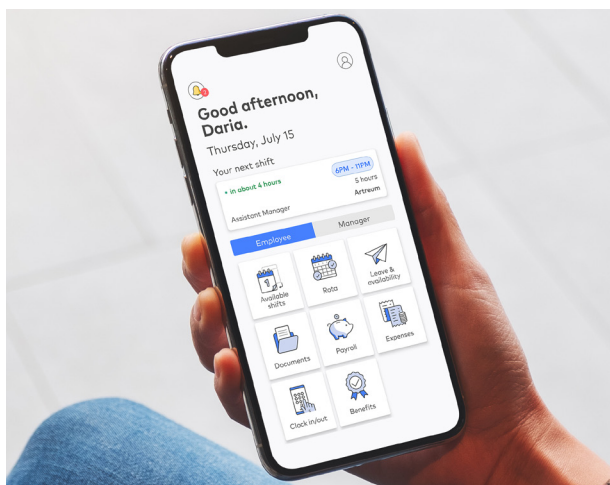 Good afternoon,
Daria.
Thursday, July 15
Your next shift
• in about 4 hours
6PM - 11PM
5 hours
Assistant Manager
Artreum
Employee
Manager
Available
shifts
Rota
Leave &
availability
Documents
Payroll
Expenses
Clock in/out
Benefits